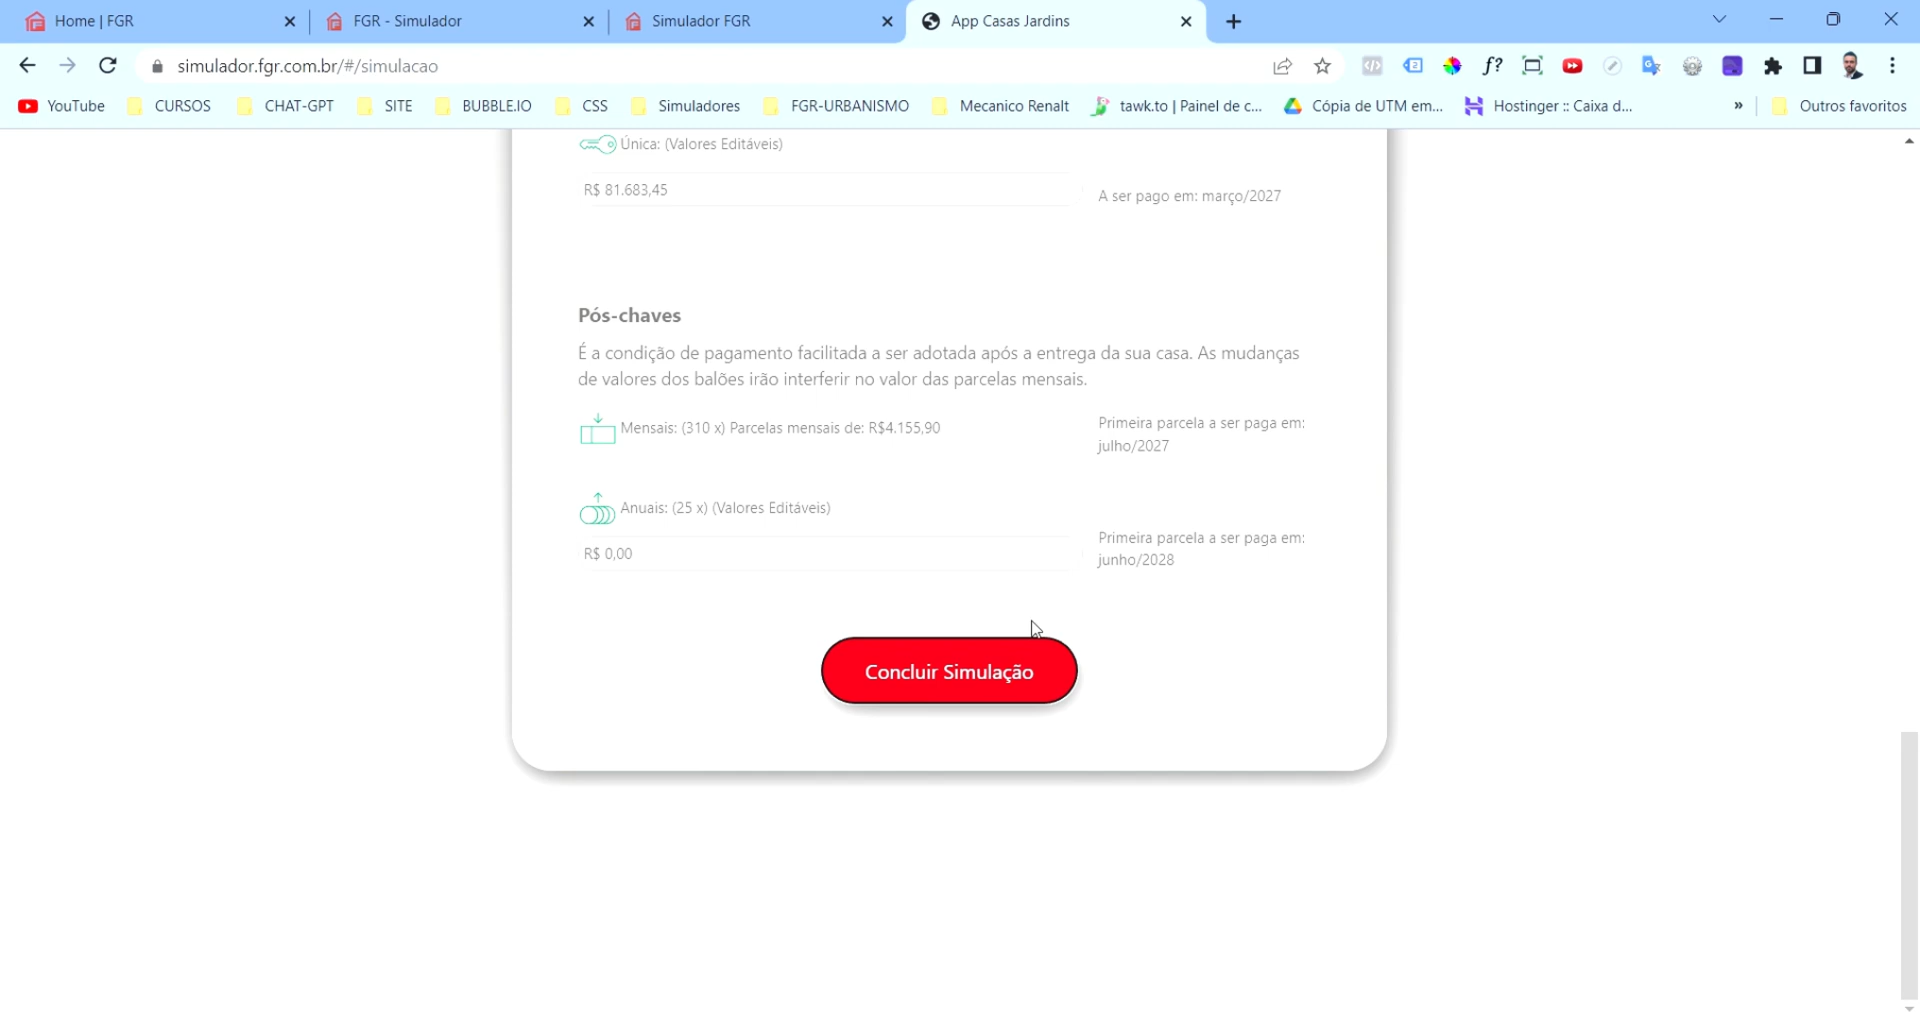 Home | FGR
FGR - Simulador
Simulador FGR
App Casas Jardins
simulador.fgr.com.br/#/simulacao
f?
YouTube
CURSOS
CHAT-GPT
SITE
BUBBLE.IO
CSS
Simuladores
FGR-URBANISMO
Mecanico Renalt
tawk.to | Painel de c...
Cópia de UTM em...
Hostinger :: Caixa d...
»
Outros favoritos
Única: (Valores Editáveis)
R$ 81.683,45
A ser pago em: março/2027
Pós-chaves
É a condição de pagamento facilitada a ser adotada após a entrega da sua casa. As mudanças
de valores dos balões irão interferir no valor das parcelas mensais.
Mensais: (310 x) Parcelas mensais de: R$4.155,90
Primeira parcela a ser paga em:
julho/2027
Anuais: (25 x) (Valores Editáveis)
R$ 0,00
Primeira parcela a ser paga em:
junho/2028
Concluir Simulação